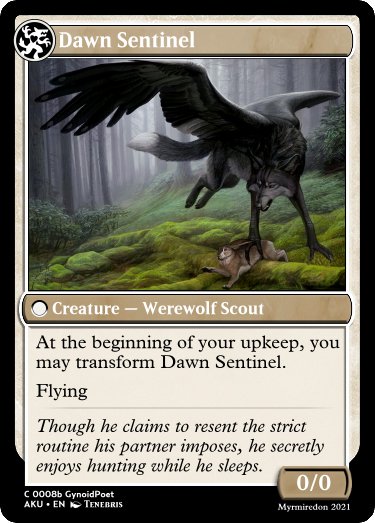 Dawn Sentinel
Creature — Werewolf Scout
At the beginning of your upkeep, you
may transform Dawn Sentinel.
Flying
Though he claims to resent the strict
routine his partner imposes, he secretly
enjoys hunting while he sleeps.
0/0
C 0008b GynoidPoet
AKU • EN Tenebris
Myrmiredon 2021